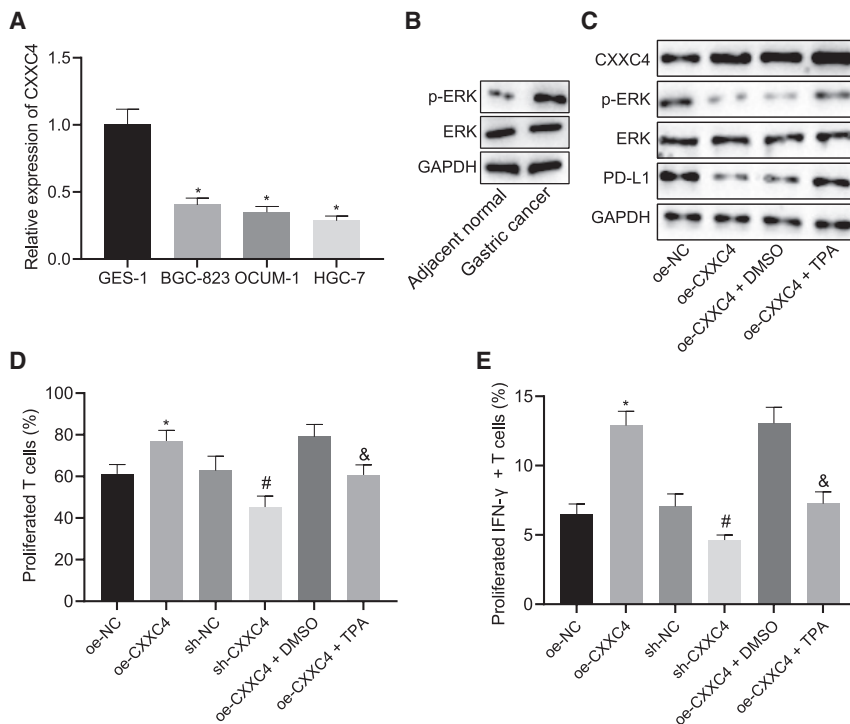 A
Relative expression of CXXC4
1.5
1.0
0.5
0.0
*
*
*
GES-1 BGC-823 OCUM-1 HGC-7
B
p-ERK
ERK
GAPDH
Adjacent normal
Gastric cancer
C
CXXC4
p-ERK
ERK
PD-L1
GAPDH
oe-NC
oe-CXXC4
oe-CXXC4 + DMSO
oe-CXXC4 + TPA
D
Proliferated T cells (%)
100
80
60
40
20
0
*
#
&
oe-NC
oe-CXXC4
sh-NC
sh-CXXC4
oe-CXXC4 + DMSO
oe-CXXC4 + TPA
E
Proliferated IFN-γ + T cells (%)
15
10
5
0
*
#
&
oe-NC
oe-CXXC4
sh-NC
sh-CXXC4
oe-CXXC4 + DMSO
oe-CXXC4 + TPA